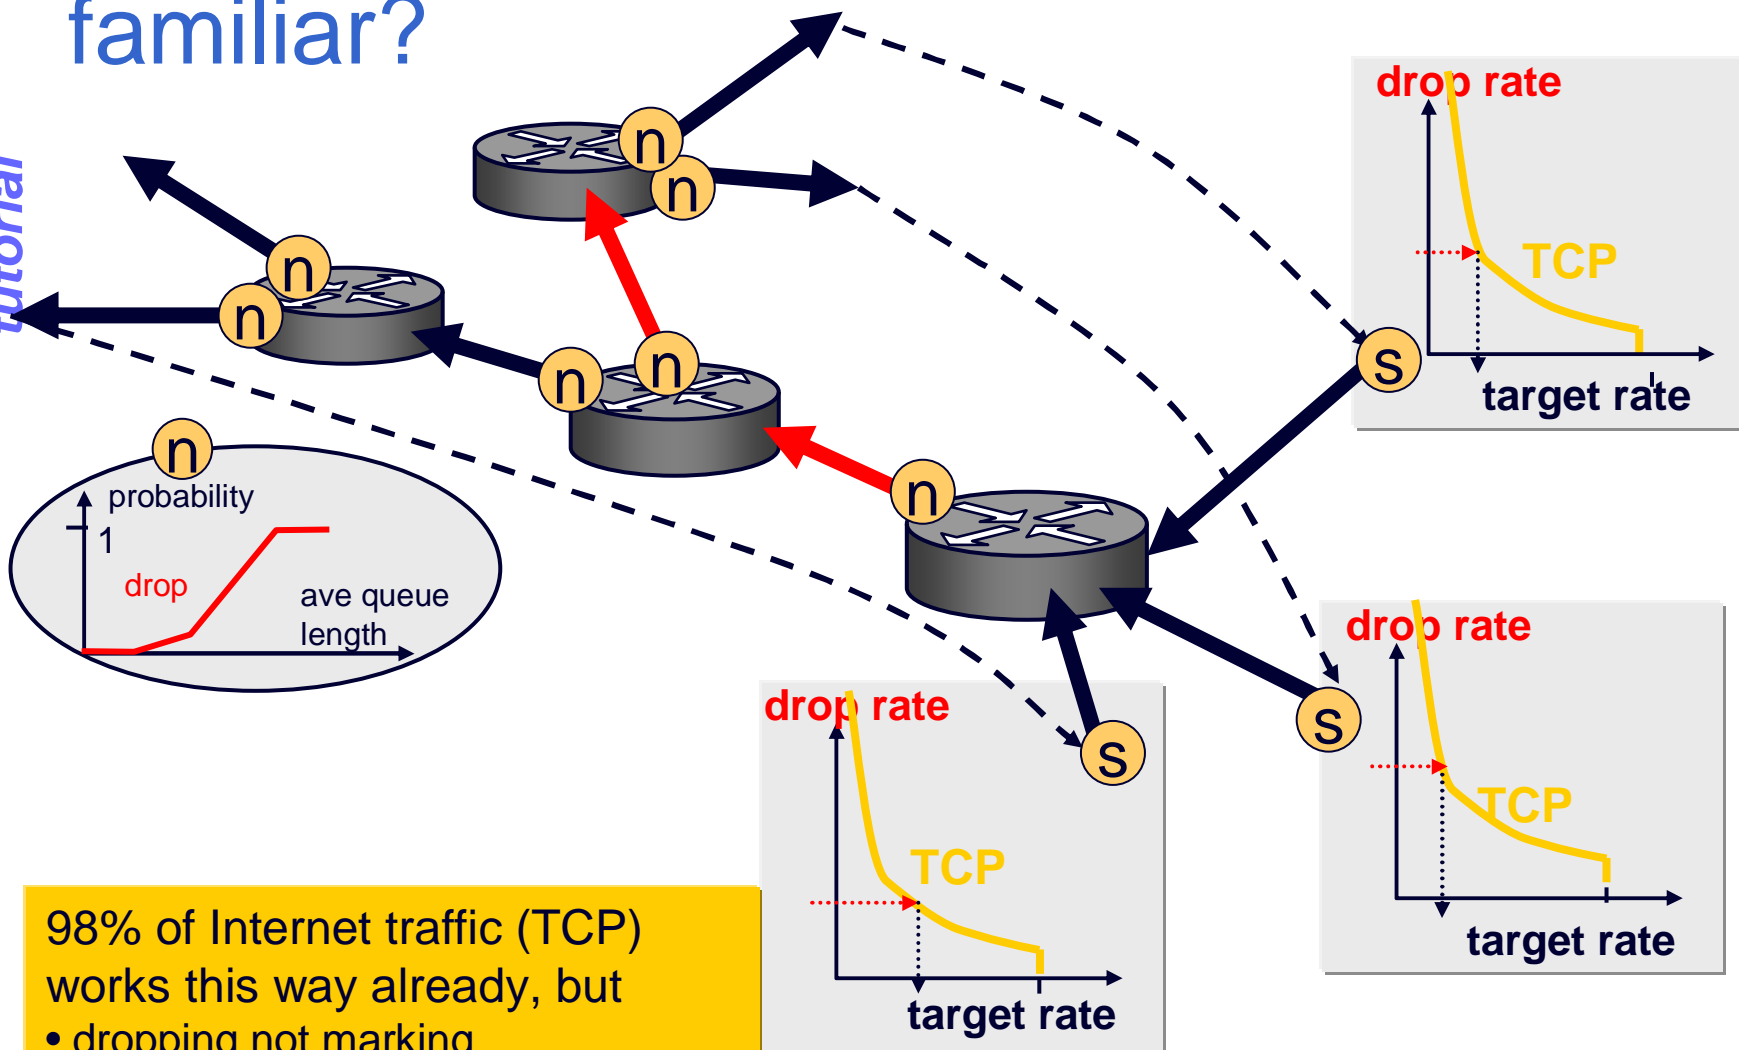 familiar?
tutorial
n
n
n
n
n
n
n
n
probability
1
drop
ave queue
length
drop rate
TCP
s
target rate
drop rate
s
TCP
target rate
drop rate
s
TCP
target rate
98% of Internet traffic (TCP)
works this way already, but
• dropping not marking